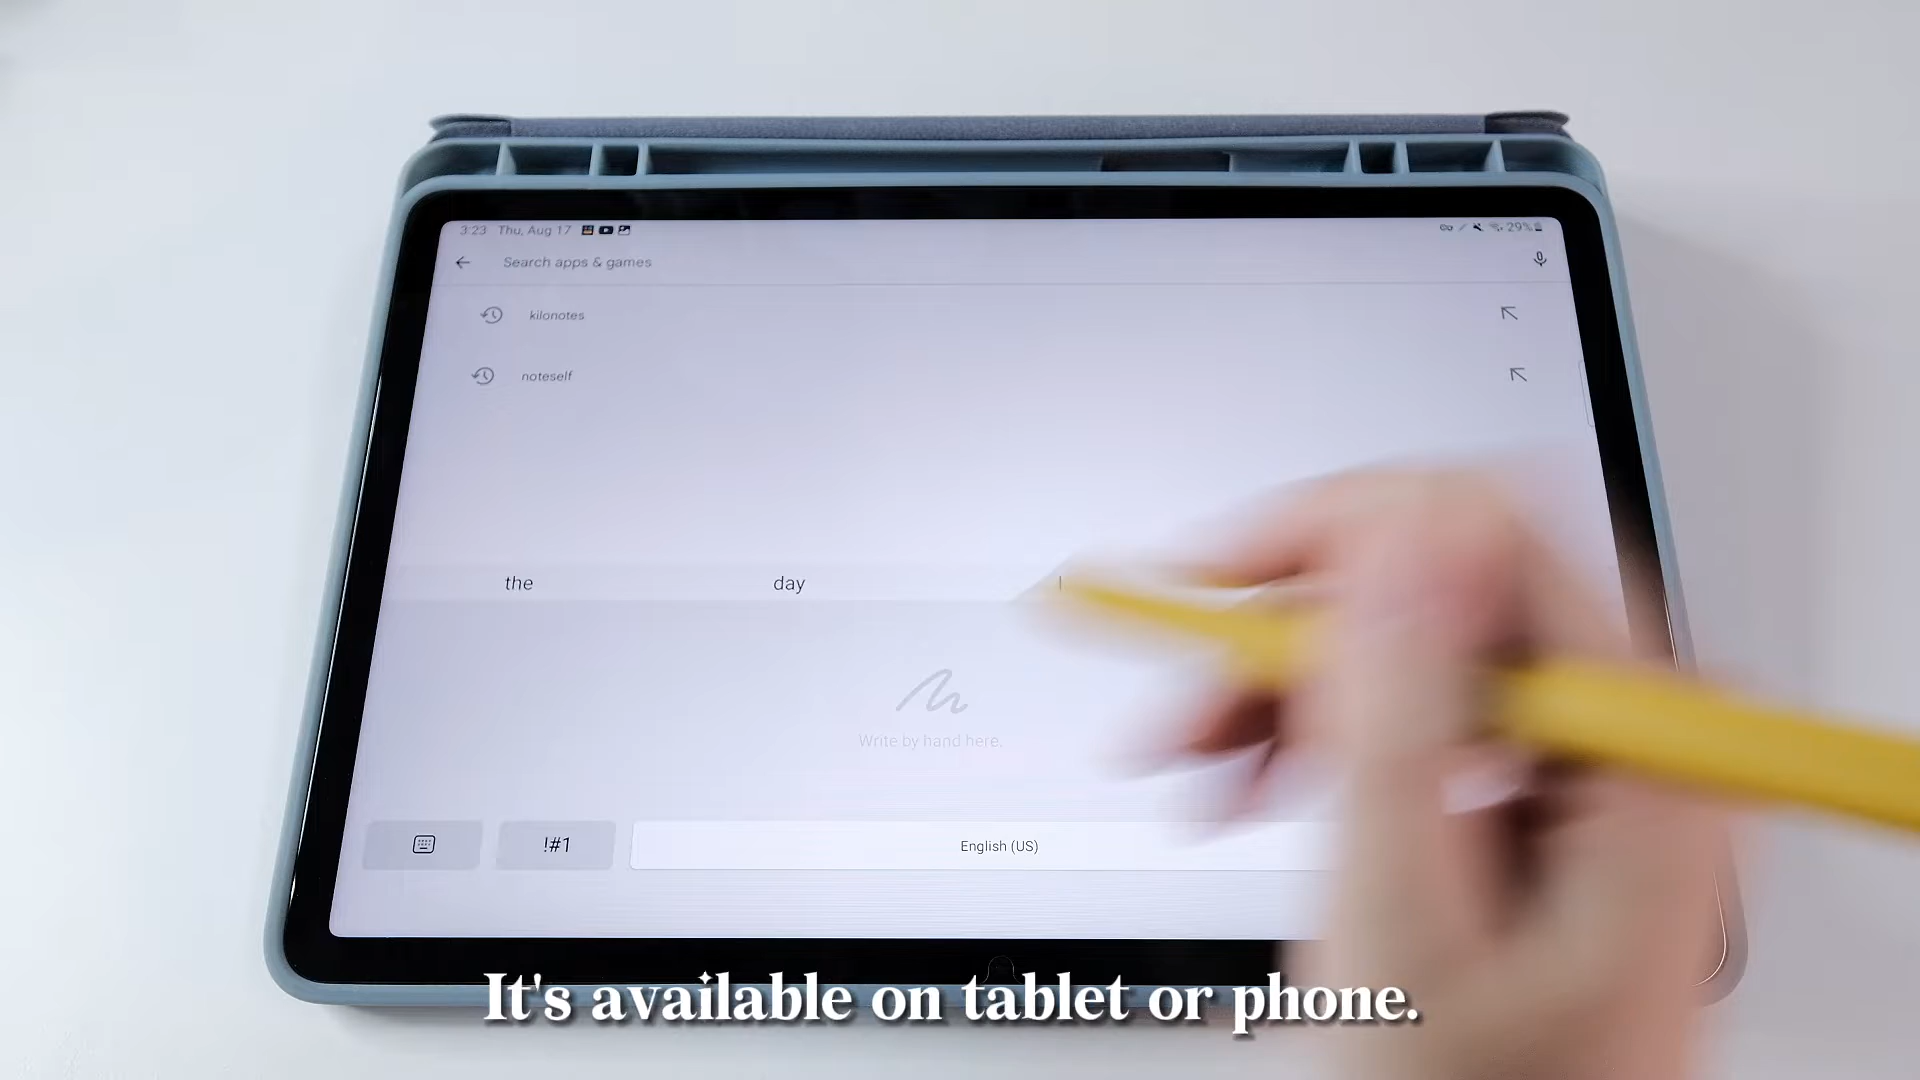 3:23 Thu, Aug 17 29%
Search apps & games
kilonotes
noteself
the day I
Write by hand here.
!#1 English (US)
It's available on tablet or phone.